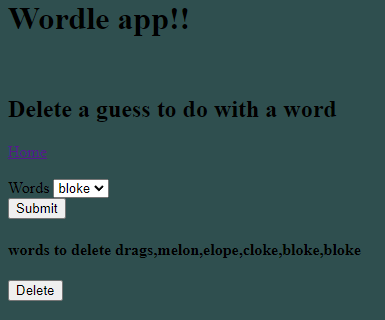 Wordle app!!
Delete a guess to do with a word
Home
Words bloke
Submit
words to delete drags,melon,elope,cloke,bloke,bloke
Delete